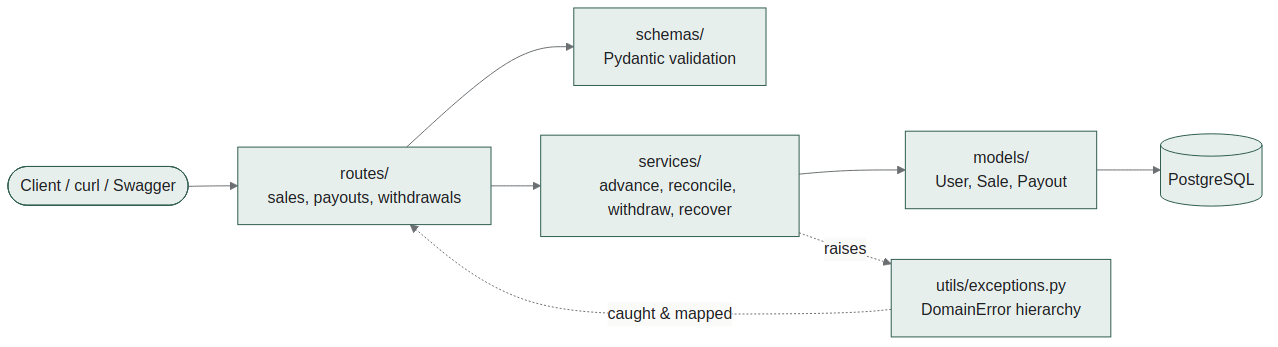 schemas/
Pydantic validation
Client / curl / Swagger
routes/
sales, payouts, withdrawals
services/
advance, reconcile,
withdraw, recover
models/
User, Sale, Payout
PostgreSQL
raises
utils/exceptions.py
DomainError hierarchy
caught & mapped